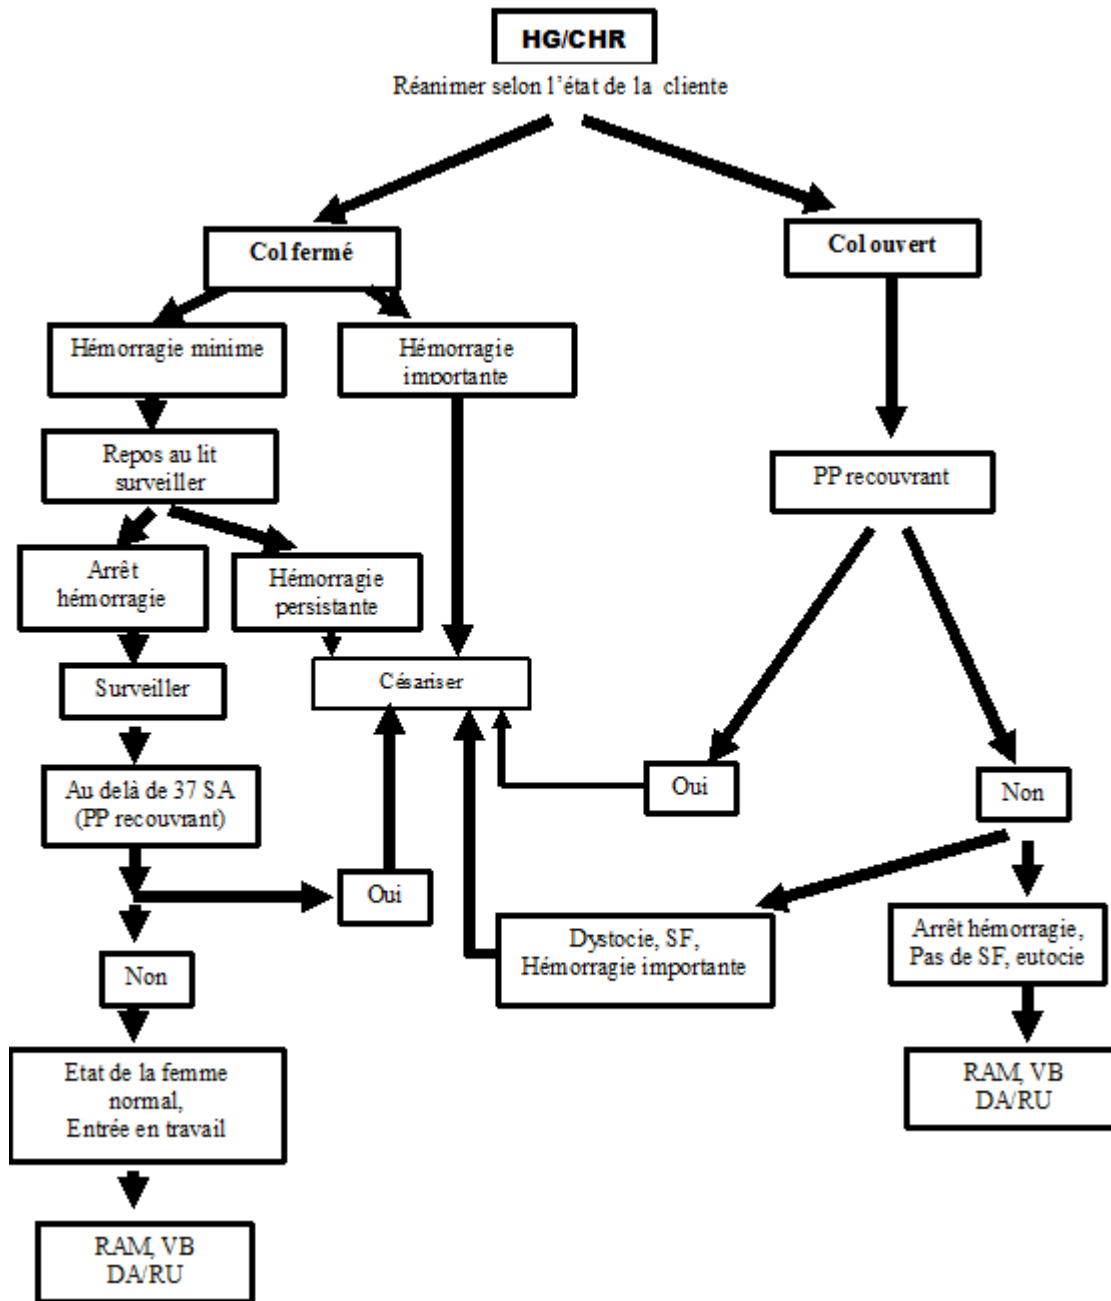 HG/CHR
Réanimer selon l'état de la cliente
Col fermé
Col ouvert
Hémorragie minime
Hémorragie
importante
Repos au lit
surveiller
PP recouvrant
Arrêt
hémorragie
Hémorragie
persistante
Surveiller
Césariser
Au delà de 37 SA
(PP recouvrant)
Oui
Non
Oui
Dystocie, SF,
Hémorragie importante
Arrêt hémorragie,
Pas de SF, eutocie
Non
Etat de la femme
normal,
Entrée en travail
RAM, VB
DA/RU
RAM, VB
DA/RU